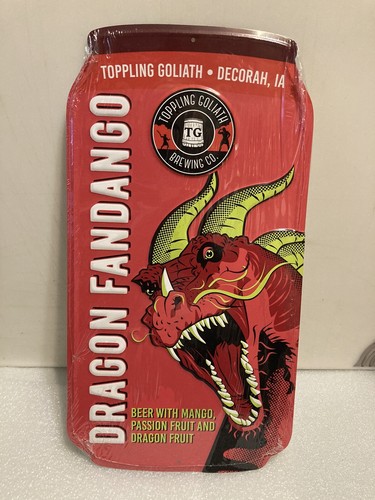 TOPPLING GOLIATH • DECORAH, IA
TOPPLING GOLIATH
TG
BREWING CO.
DRAGON FANDANGO
BEER WITH MANGO,
PASSION FRUIT AND
DRAGON FRUIT